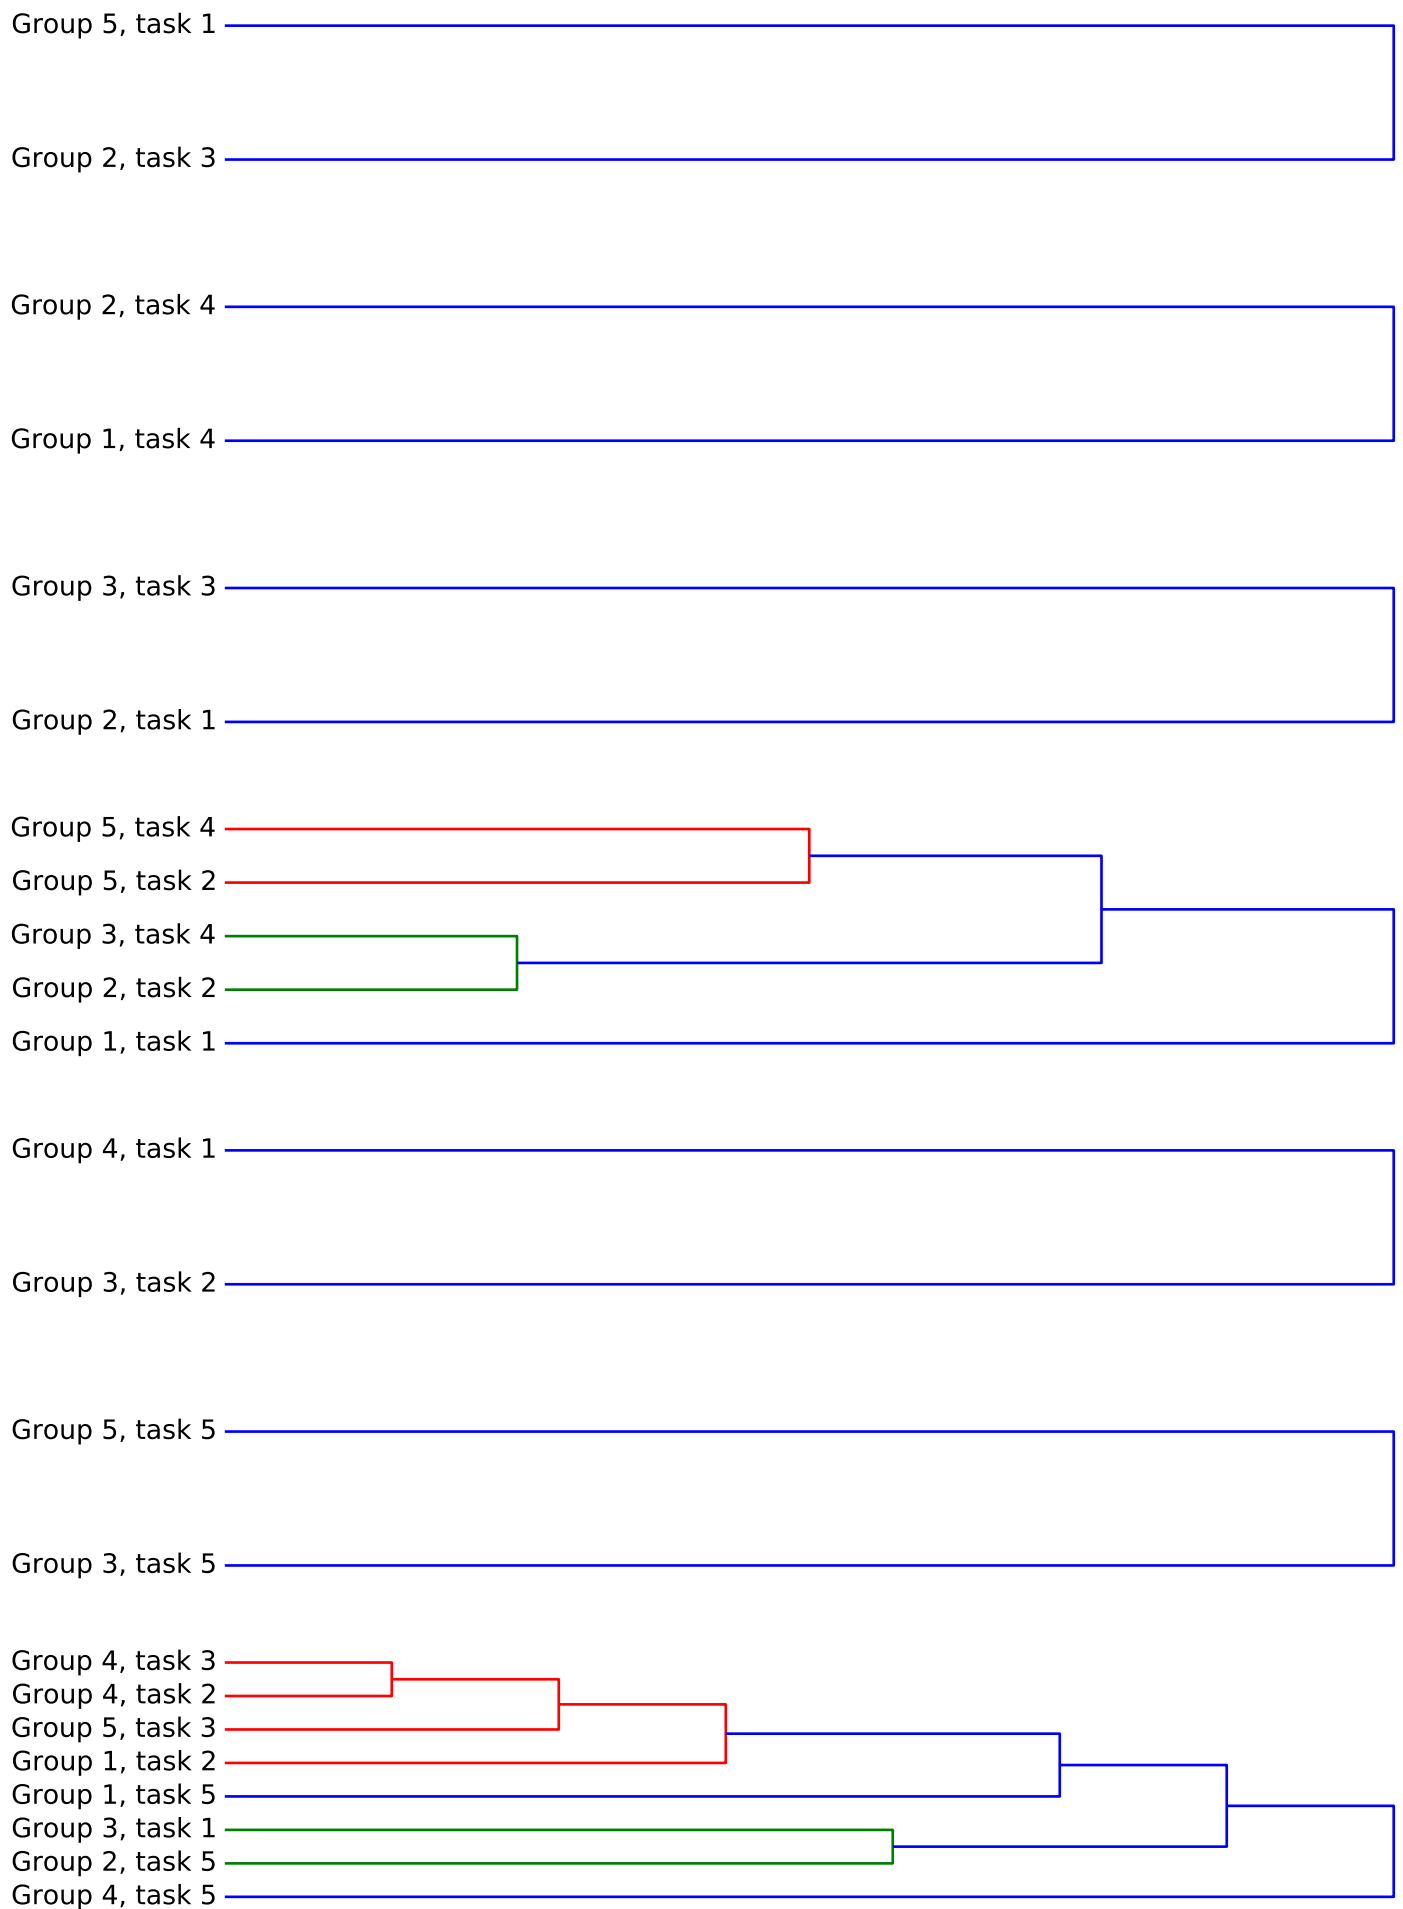 Group 5, task 1
Group 2, task 3
Group 2, task 4
Group 1, task 4
Group 3, task 3
Group 2, task 1
Group 5, task 4
Group 5, task 2
Group 3, task 4
Group 2, task 2
Group 1, task 1
Group 4, task 1
Group 3, task 2
Group 5, task 5
Group 3, task 5
Group 4, task 3
Group 4, task 2
Group 5, task 3
Group 1, task 2
Group 1, task 5
Group 3, task 1
Group 2, task 5
Group 4, task 5